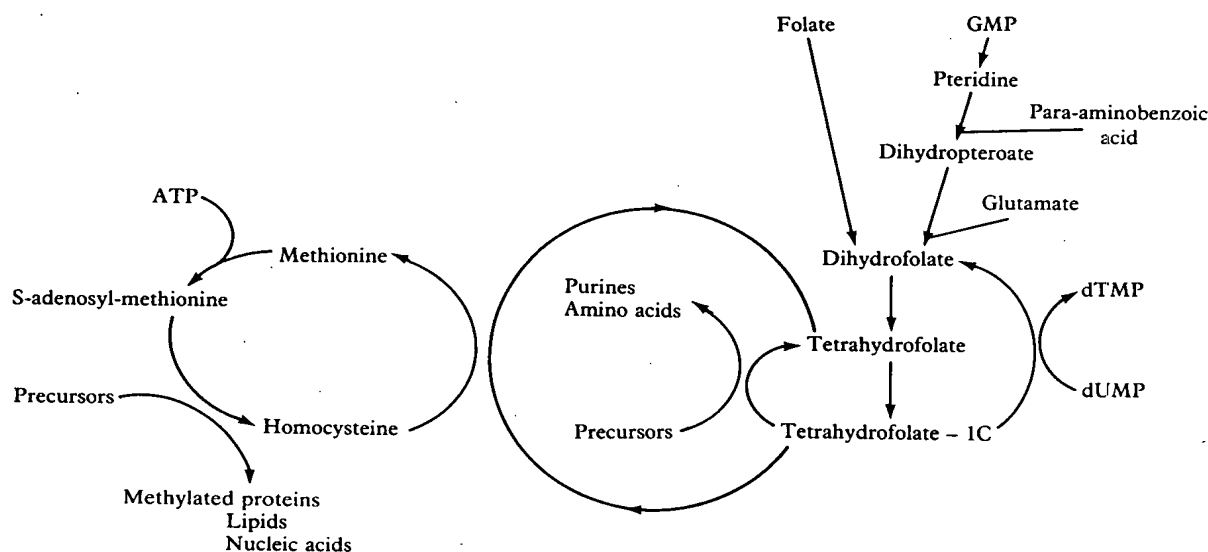 Folate
GMP
Pteridine
Para-aminobenzoic
acid
Dihydropteroate
Glutamate
ATP
Methionine
S-adenosyl-methionine
Precursors
Homocysteine
Methylated proteins
Lipids
Nucleic acids
Purines
Amino acids
Precursors
Dihydrofolate
Tetrahydrofolate
Tetrahydrofolate – 1C
dTMP
dUMP